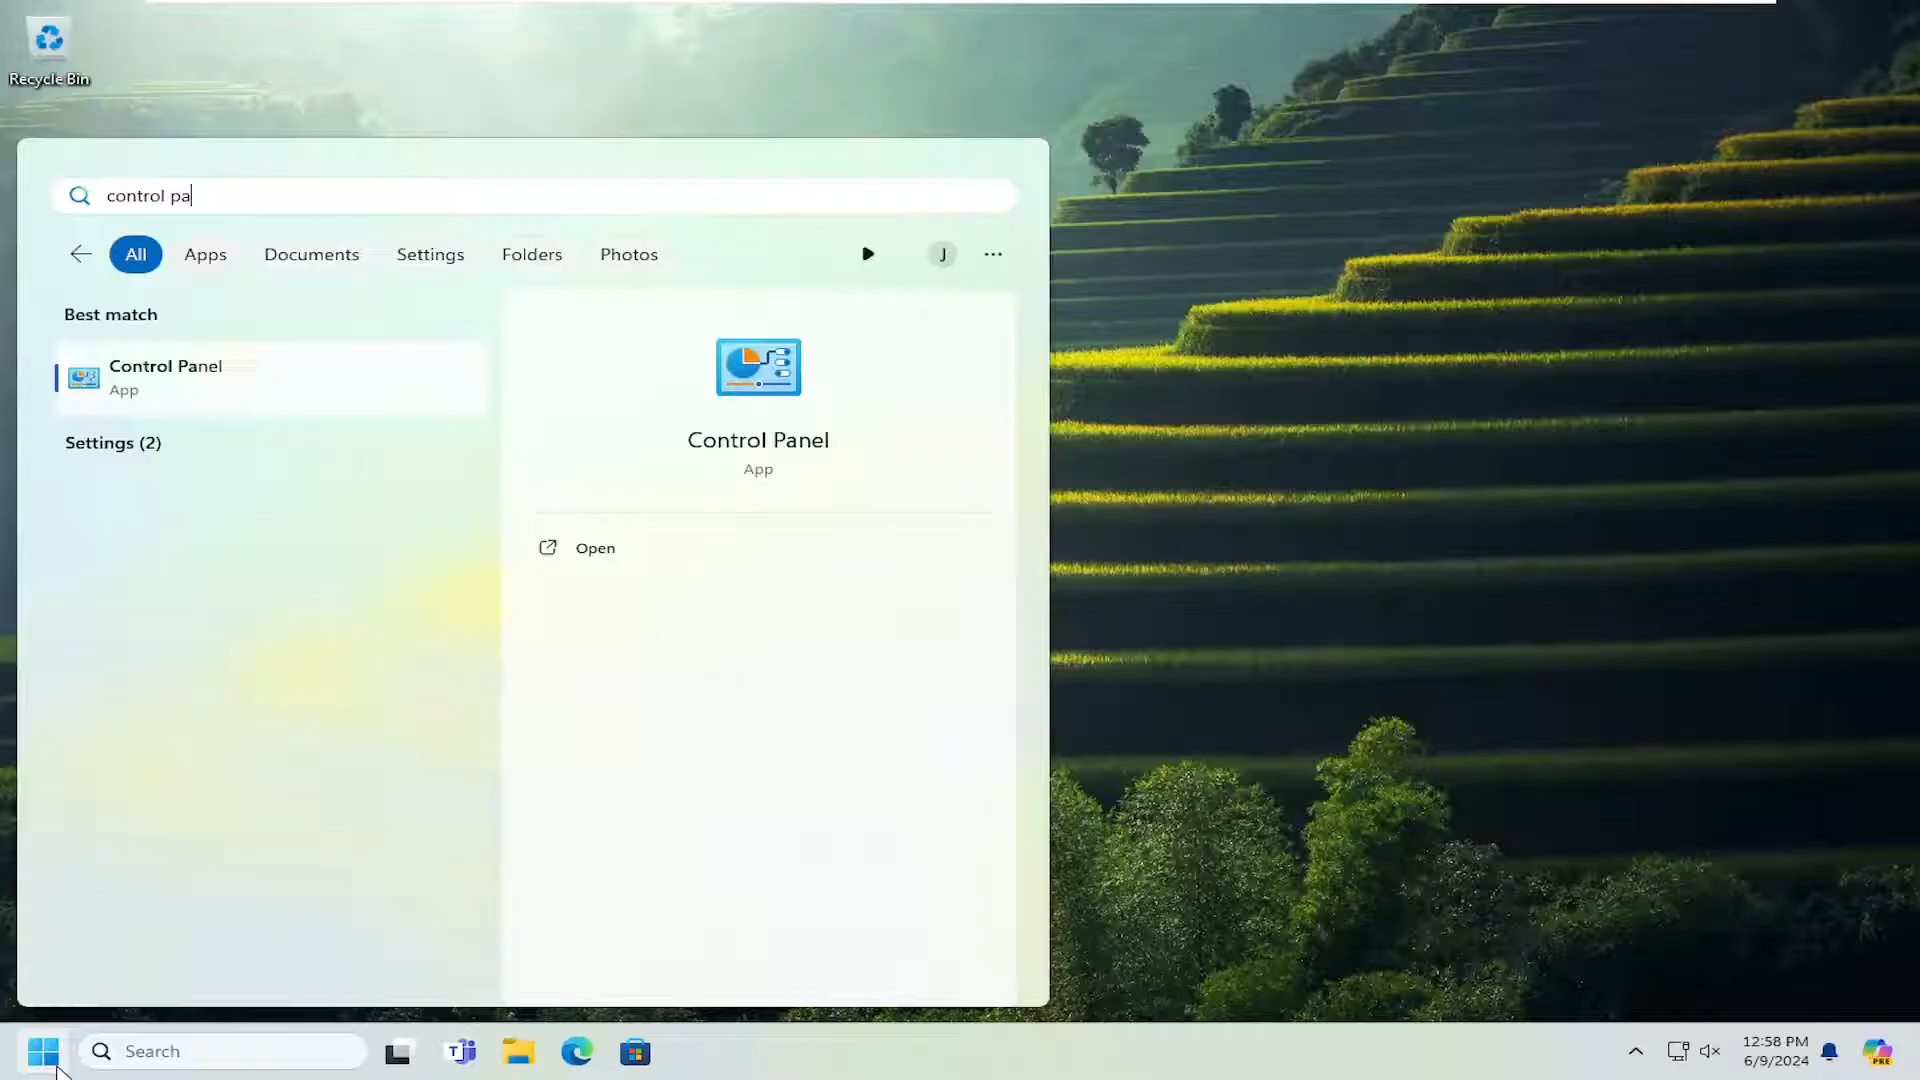 Recycle Bin
control pa
All Apps Documents Settings Folders Photos J
Best match
Control Panel
App
Settings (2)
Control Panel
App
Open
Search
T
12:58 PM
6/9/2024
PRE